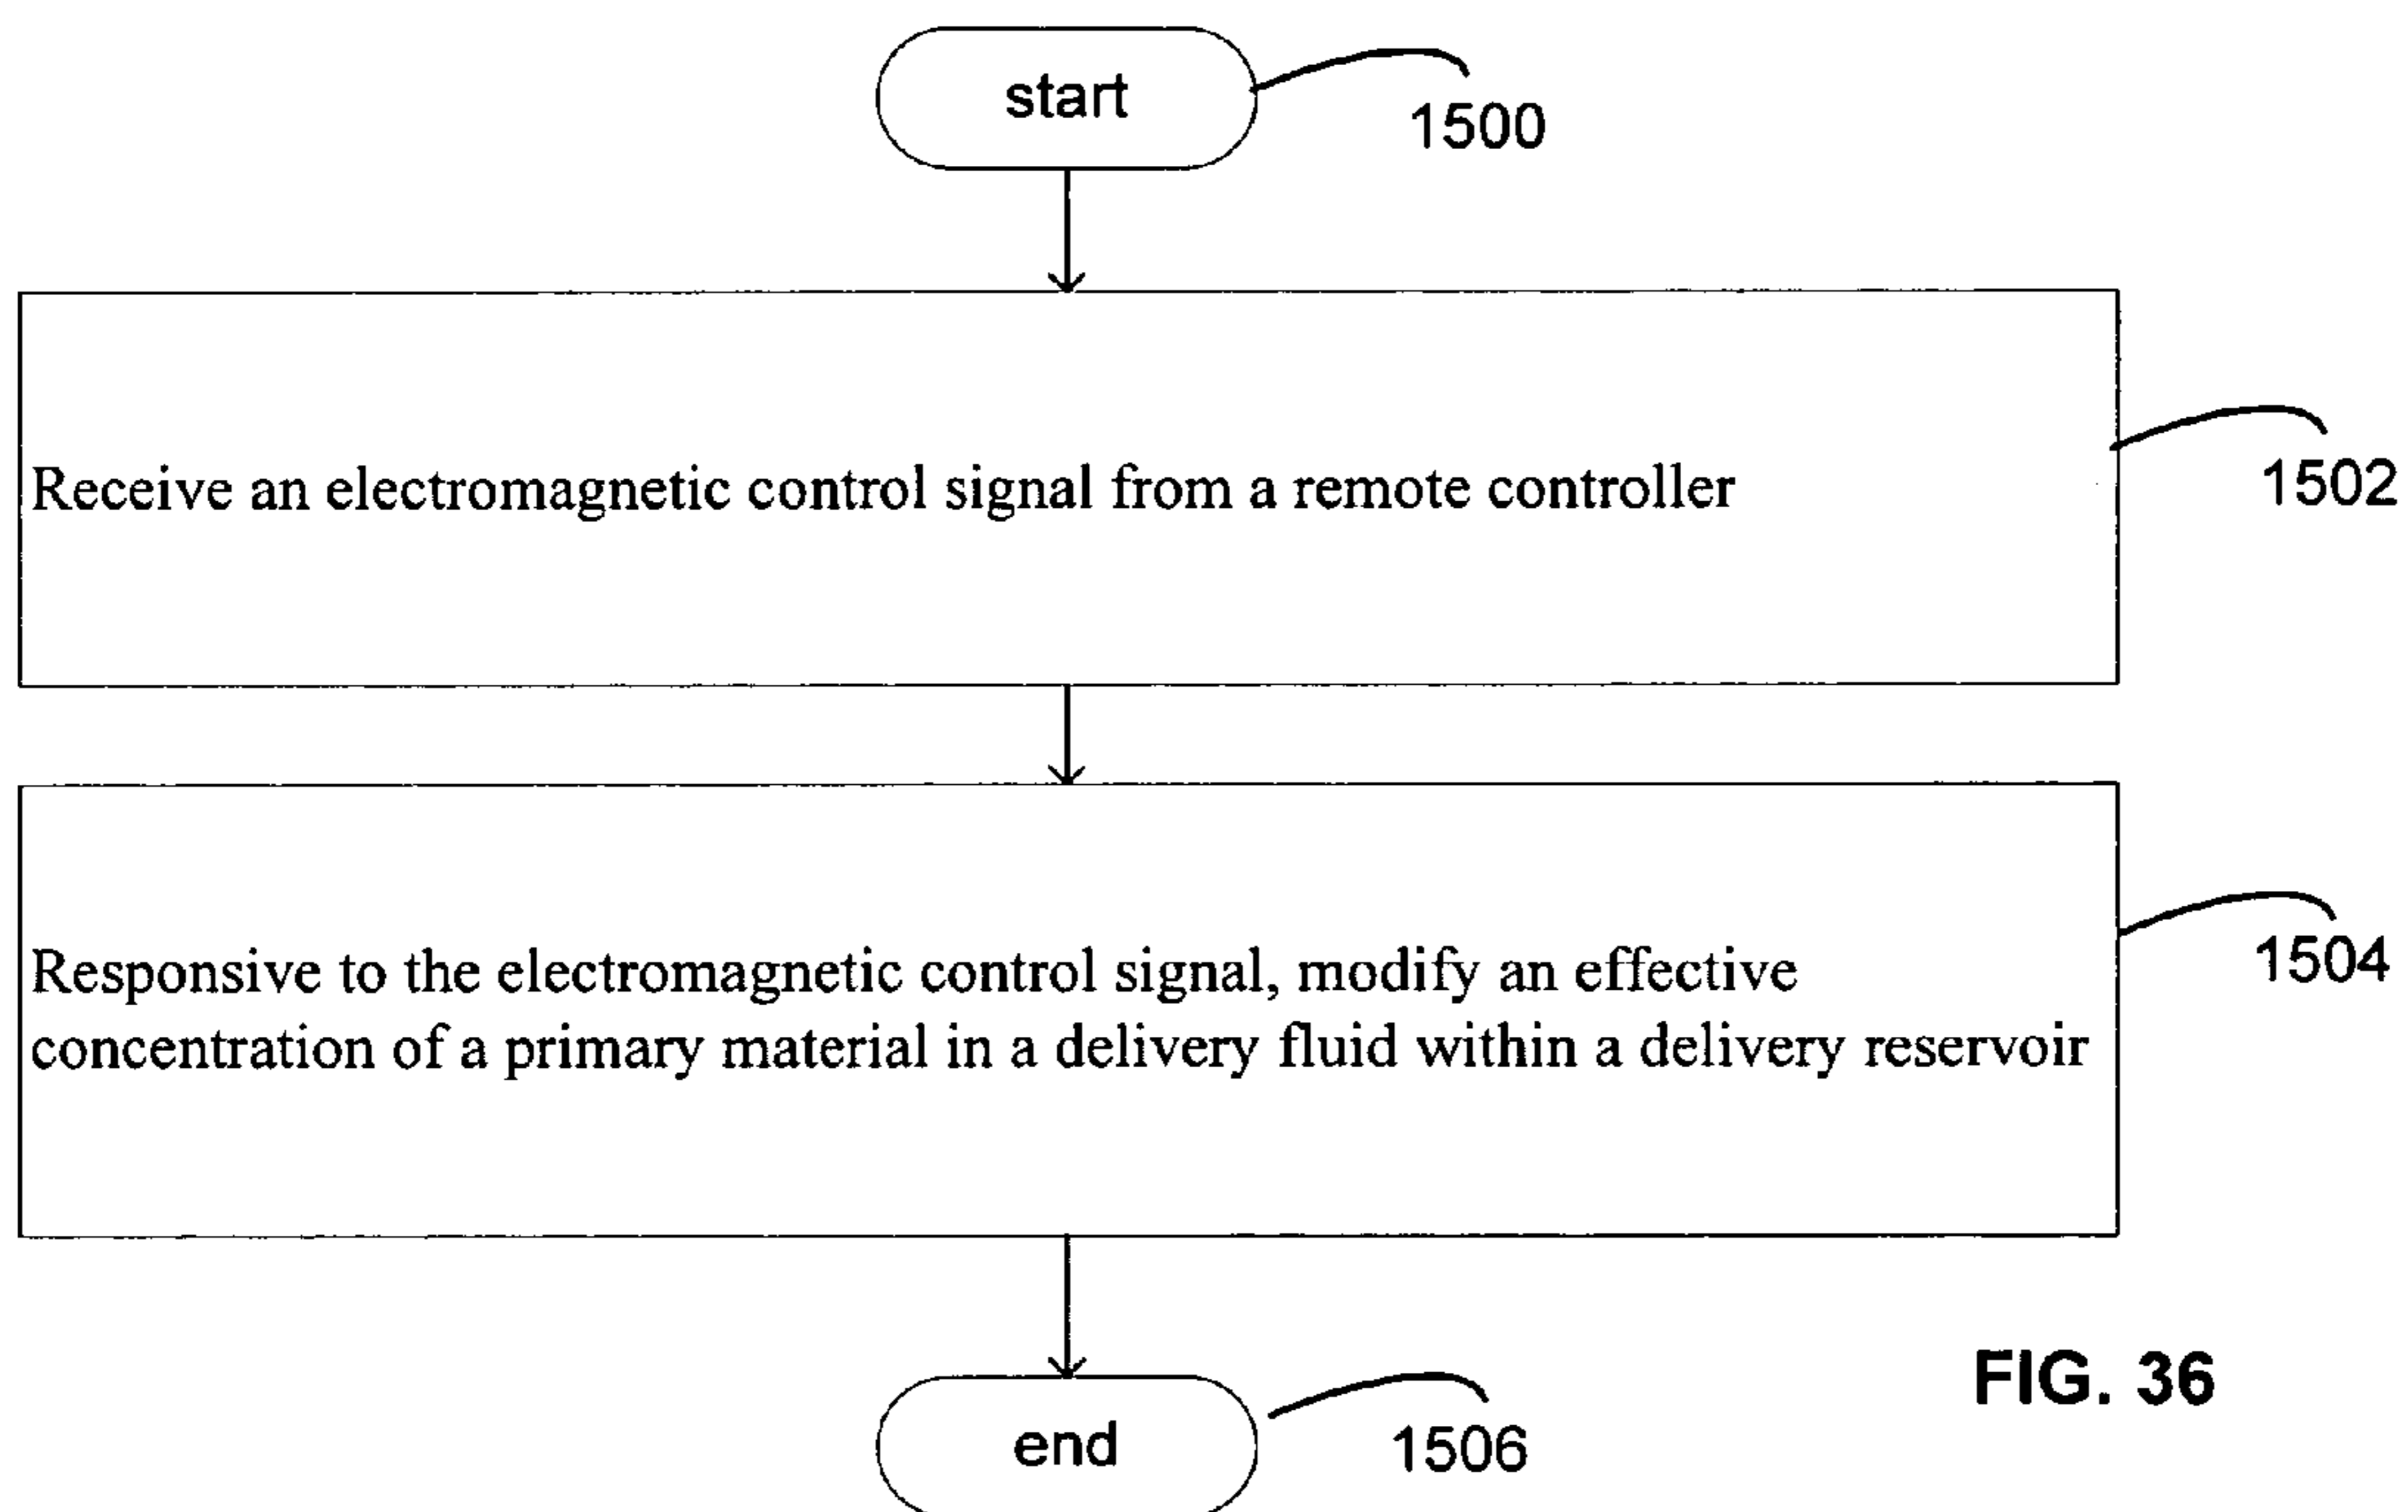 start
1500
Receive an electromagnetic control signal from a remote controller
1502
Responsive to the electromagnetic control signal, modify an effective
concentration of a primary material in a delivery fluid within a delivery reservoir
1504
end
1506
FIG. 36